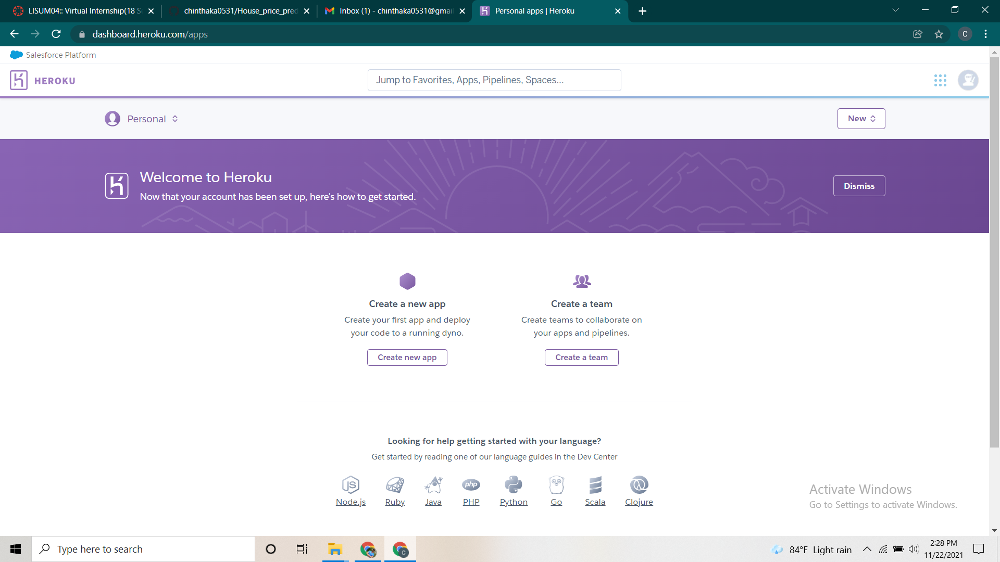 LISUM04:: Virtual Internship(18 S
chinthaka0531/House_price_pred
Inbox (1) - chinthaka0531@gmail
Personal apps | Heroku
dashboard.heroku.com/apps
C
Salesforce Platform
HEROKU
Jump to Favorites, Apps, Pipelines, Spaces...
Personal
New
Welcome to Heroku
Now that your account has been set up, here's how to get started.
Dismiss
Create a new app
Create your first app and deploy
your code to a running dyno.
Create new app
Create a team
Create teams to collaborate on
your apps and pipelines.
Create a team
Looking for help getting started with your language?
Get started by reading one of our language guides in the Dev Center
JS
php
Node.js
Ruby
Java
PHP
Python
Go
Scala
Clojure
Activate Windows
Go to Settings to activate Windows.
Type here to search
C
84°F Light rain
2:28 PM
11/22/2021